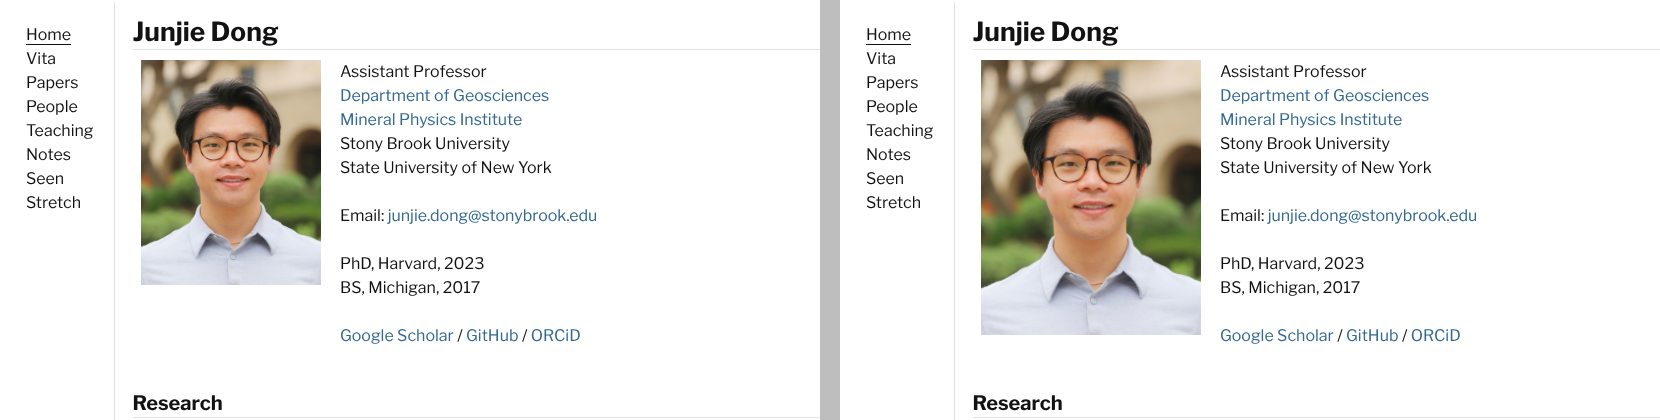 Home
Vita
Papers
People
Teaching
Notes
Seen
Stretch
Junjie Dong
Assistant Professor
Department of Geosciences
Mineral Physics Institute
Stony Brook University
State University of New York
Email: junjie.dong@stonybrook.edu
PhD, Harvard, 2023
BS, Michigan, 2017
Google Scholar / GitHub / ORCiD
Research
Home
Vita
Papers
People
Teaching
Notes
Seen
Stretch
Junjie Dong
Assistant Professor
Department of Geosciences
Mineral Physics Institute
Stony Brook University
State University of New York
Email: junjie.dong@stonybrook.edu
PhD, Harvard, 2023
BS, Michigan, 2017
Google Scholar / GitHub / ORCiD
Research